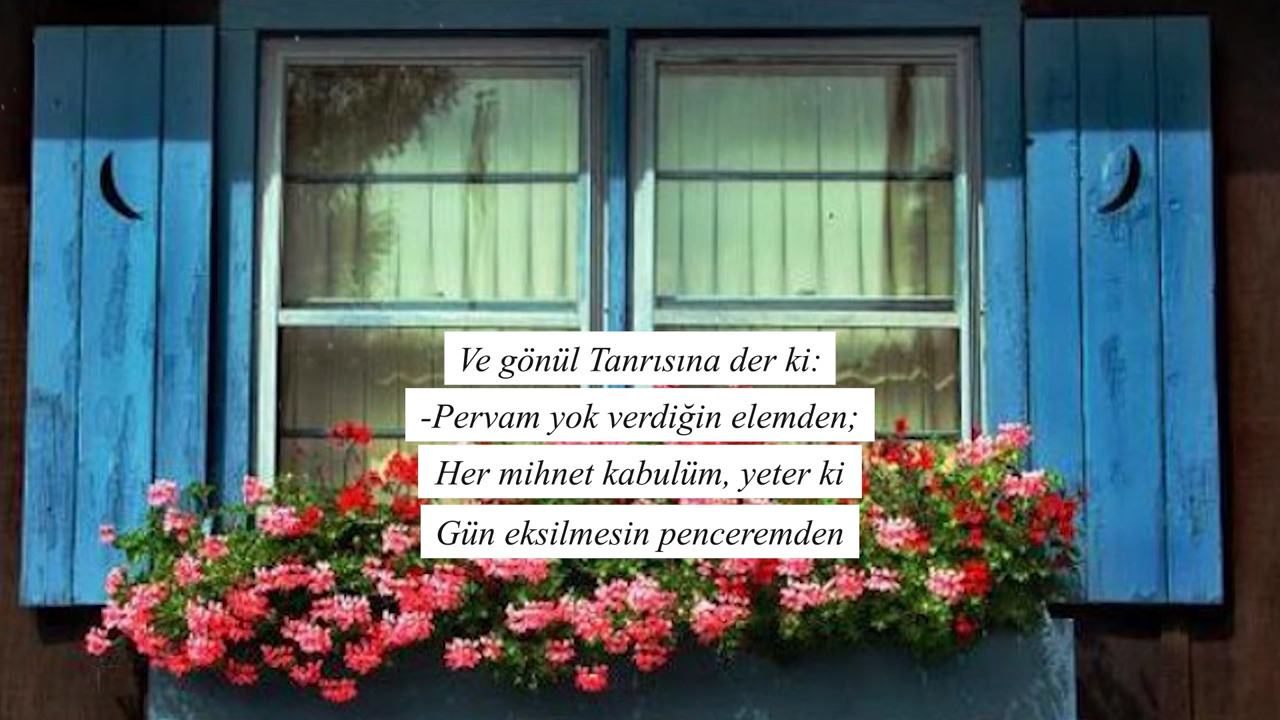 Ve gönül Tanrısına der ki:
-Pervam yok verdiğin elemden;
Her mihnet kabulüm, yeter ki
Gün eksilmesin penceremden